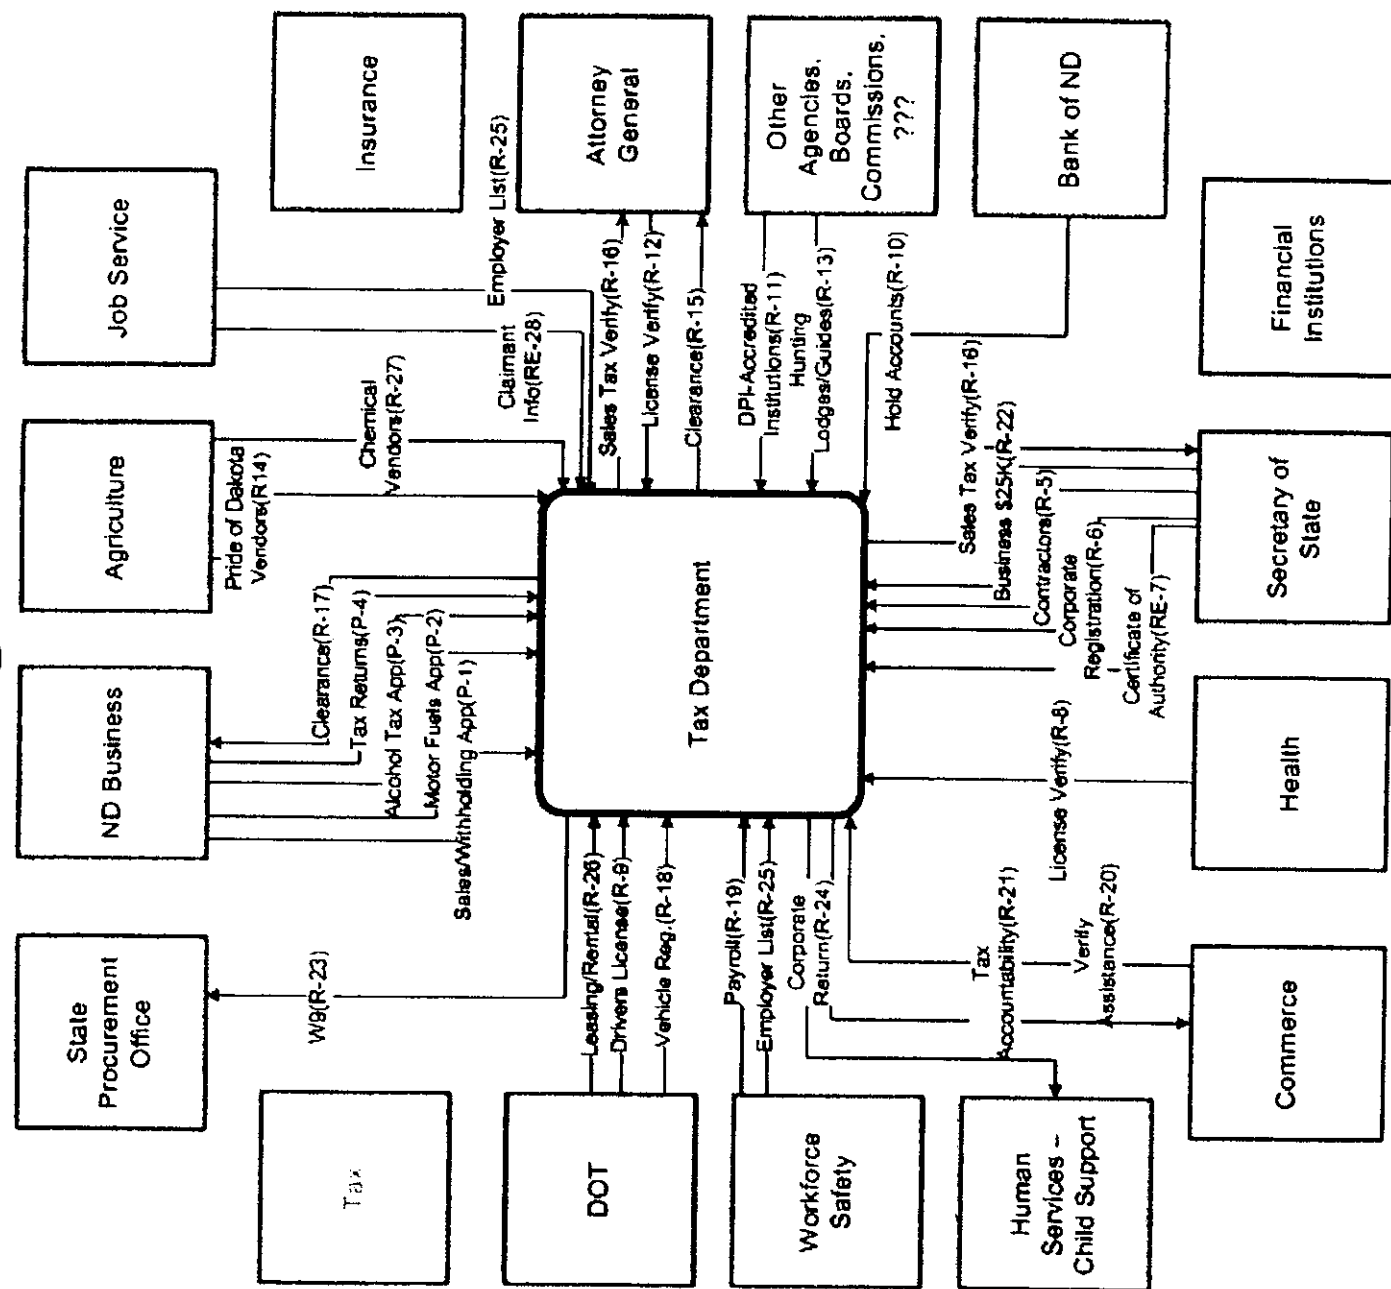 Tax
State
Procurement
Office
ND Business
Agriculture
Job Service
Insurance
W9(R-23)
Sales/Withholding App(P-1)
Motor Fuels App(P-2)
Alcohol Tax App(P-3)
Tax Returns(P-4)
Clearance(R-17)
Pride of Dakota
Vendors(R14)
Chemical
Vendors(R-27)
Claimant
Info(RE-28)
Employer List(R-25)
DOT
Leasing/Rental(R-26)
Drivers License(R-9)
Vehicle Reg.(R-18)
Tax Department
Sales Tax Verify(R-16)
License Verify(R-12)
Clearance(R-15)
Attorney
General
Workforce
Safety
Payroll(R-19)
Employer List(R-25)
Corporate
Return(R-24)
DPI-Accredited
Institutions(R-11)
Hunting
Lodges/Guides(R-13)
Other
Agencies,
Boards,
Commissions,
???
Human
Services –
Child Support
Tax
Accountability(R-21)
Verify
Assistance(R-20)
License Verify(R-8)
Certificate of
Authority(RE-7)
Corporate
Registration(R-6)
Contractors(R-5)
Business $25K(R-22)
Sales Tax Verify(R-16)
Hold Accounts(R-10)
Bank of ND
Commerce
Health
Secretary of
State
Financial
Institutions